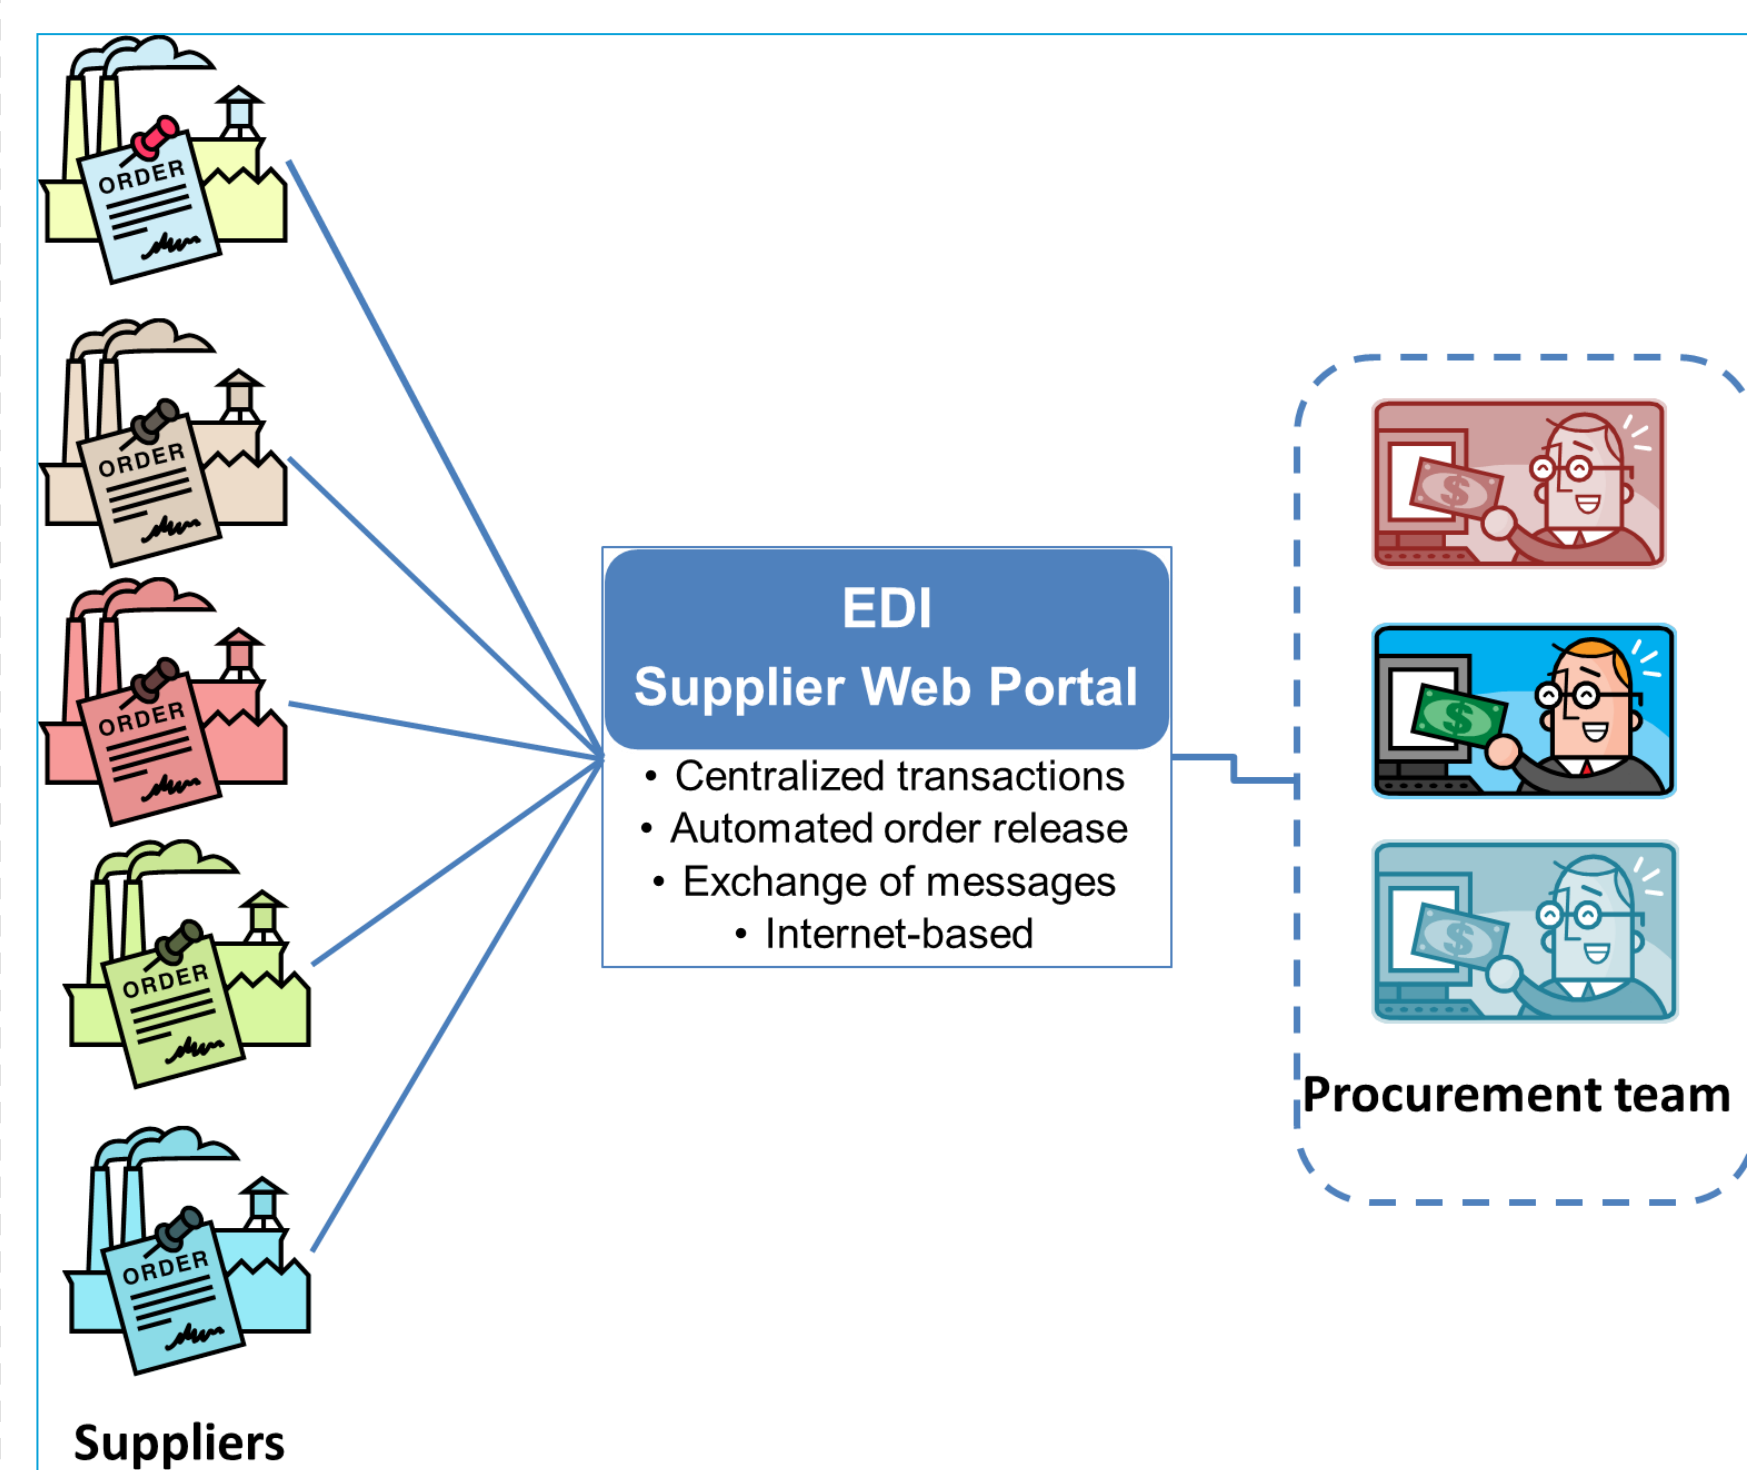 ORDER
ORDER
ORDER
ORDER
ORDER
Suppliers
EDI
Supplier Web Portal
• Centralized transactions
• Automated order release
• Exchange of messages
• Internet-based
$
$
$
Procurement team